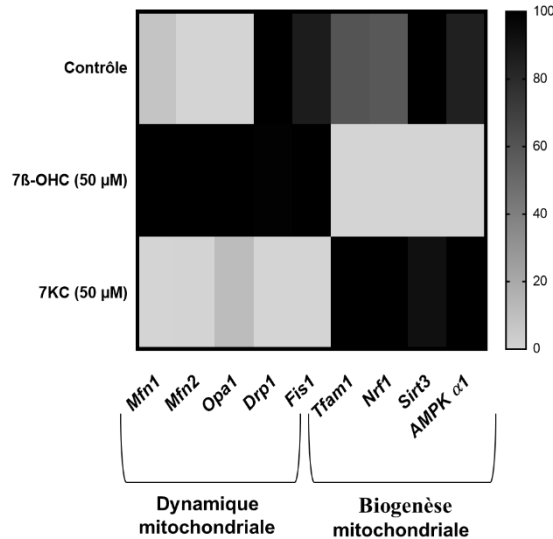 Contrôle
7ß-OHC (50 µM)
7KC (50 µM)
100
80
60
40
20
0
Mfn1
Mfn2
Opa1
Drp1
Fis1
Tfam1
Nrf1
Sirt3
AMPK α1
Dynamique
mitochondriale
Biogenèse
mitochondriale